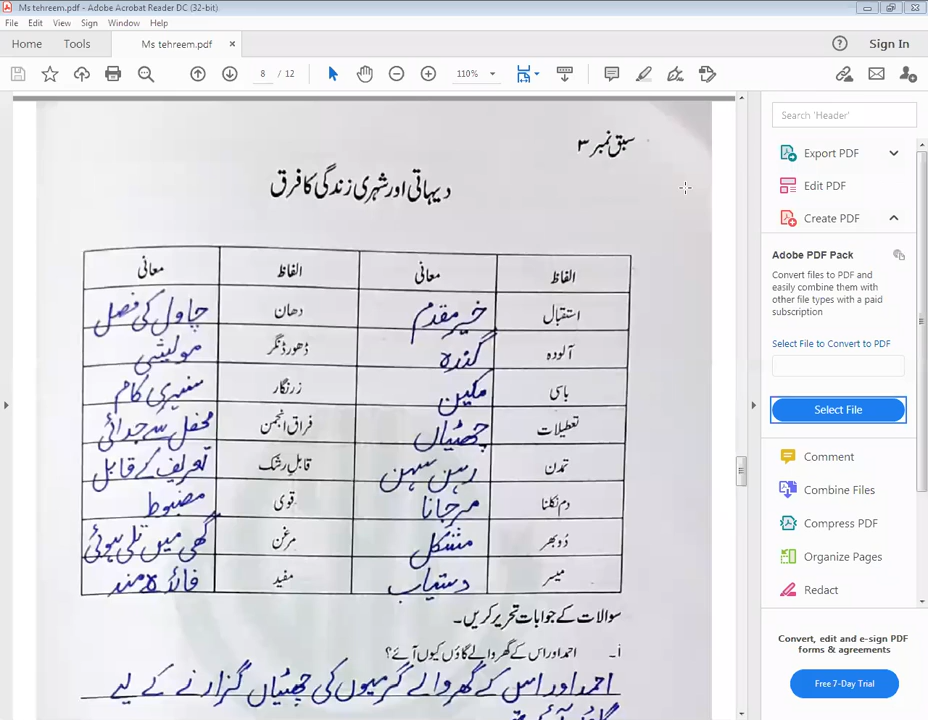 Ms tehreem.pdf - Adobe Acrobat Reader DC (32-bit)
File Edit View Sign Window Help
Home Tools Ms tehreem.pdf × Sign In
8 / 12 110%
Search 'Header'
Export PDF
Edit PDF
Create PDF
Adobe PDF Pack
Convert files to PDF and
easily combine them with
other file types with a paid
subscription
Select File to Convert to PDF
Select File
Comment
Combine Files
Compress PDF
Organize Pages
Redact
Convert, edit and e-sign PDF
forms & agreements
Free 7-Day Trial
سبق نمبر ۳
دیہاتی اور شہری زندگی کا فرق
الفاظ معانی الفاظ معانی
استقبال خیر مقدم دھان چاول کی فصل
آلودہ گندہ ڈھور ڈنگر مولیشی
باسی مکین زرنگار سنہری کام
تعطیلات چھٹیاں فراق انجمن محفل سے جدائی
تمدن رہن سہن قابلِ رشک تعریف کے قابل
دم نکلنا مرجانا قوی مضبوط
دُوبھر مشکل مرغن گھی میں تلی ہوئی
میسر دستیاب مفید فائدہ مند
سوالات کے جوابات تحریر کریں۔
i۔ احمد اور اس کے گھر والے گاؤں کیوں آئے؟
احمد اور اس کے گھر والے گرمیوں کی چھٹیاں گزارنے کے لیے